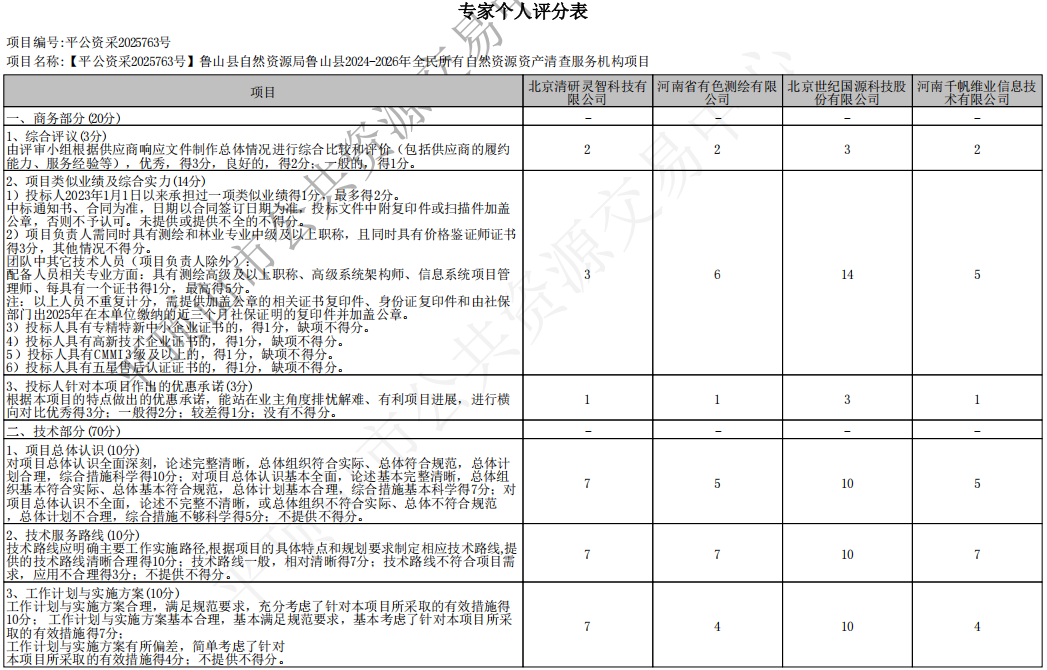 专家个人评分表
项目编号:平公资采2025763号
项目名称:【平公资采2025763号】鲁山县自然资源局鲁山县2024-2026年全民所有自然资源资产清查服务机构项目
项目
北京清研灵智科技有
限公司
河南省有色测绘有限
公司
北京世纪国源科技股
份有限公司
河南千帆维业信息技
术有限公司
一、商务部分(20分)
－ － － －
1、综合评议(3分)
由评审小组根据供应商响应文件制作总体情况进行综合比较和评价（包括供应商的履约
能力、服务经验等），优秀，得3分，良好的，得2分；一般的，得1分。
2 2 3 2
2、项目类似业绩及综合实力(14分)
1）投标人2023年1月1日以来承担过一项类似业绩得1分，最多得2分。
中标通知书、合同为准，日期以合同签订日期为准，投标文件中附复印件或扫描件加盖
公章，否则不予认可。未提供或提供不全的不得分。
2）项目负责人需同时具有测绘和林业专业中级及以上职称，且同时具有价格鉴证师证书
得3分，其他情况不得分。
团队中其它技术人员（项目负责人除外）：
配备人员相关专业方面：具有测绘高级及以上职称、高级系统架构师、信息系统项目管
理师、每具有一个证书得1分，最高得5分。
注：以上人员不重复计分，需提供加盖公章的相关证书复印件、身份证复印件和由社保
部门出2025年在本单位缴纳的近三个月社保证明的复印件并加盖公章。
3）投标人具有专精特新中小企业证书的，得1分，缺项不得分。
4）投标人具有高新技术企业证书的，得1分，缺项不得分。
5）投标人具有CMMI3级及以上的，得1分，缺项不得分。
6）投标人具有五星售后认证证书的，得1分，缺项不得分。
3 6 14 5
3、投标人针对本项目作出的优惠承诺(3分)
根据本项目的特点做出的优惠承诺，能站在业主角度排忧解难、有利项目进展，进行横
向对比优秀得3分；一般得2分；较差得1分；没有不得分。
1 1 3 1
二、技术部分(70分)
－ － － －
1、项目总体认识(10分)
对项目总体认识全面深刻，论述完整清晰，总体组织符合实际、总体符合规范，总体计
划合理，综合措施科学得10分；对项目总体认识基本全面，论述基本完整清晰，总体组
织基本符合实际、总体基本符合规范，总体计划基本合理，综合措施基本科学得7分；对
项目总体认识不全面，论述不完整不清晰，或总体组织不符合实际、总体不符合规范
，总体计划不合理，综合措施不够科学得5分；不提供不得分。
7 5 10 5
2、技术服务路线(10分)
技术路线应明确主要工作实施路径,根据项目的具体特点和规划要求制定相应技术路线,提
供的技术路线清晰合理得10分；技术路线一般，相对清晰得7分；技术路线不符合项目需
求，应用不合理得3分；不提供不得分。
7 7 10 7
3、工作计划与实施方案(10分)
工作计划与实施方案合理，满足规范要求，充分考虑了针对本项目所采取的有效措施得
10分； 工作计划与实施方案基本合理，基本满足规范要求，基本考虑了针对本项目所采
取的有效措施得7分；
工作计划与实施方案有所偏差，简单考虑了针对
本项目所采取的有效措施得4分；不提供不得分。
7 4 10 4
平顶山市公共资源交易中心